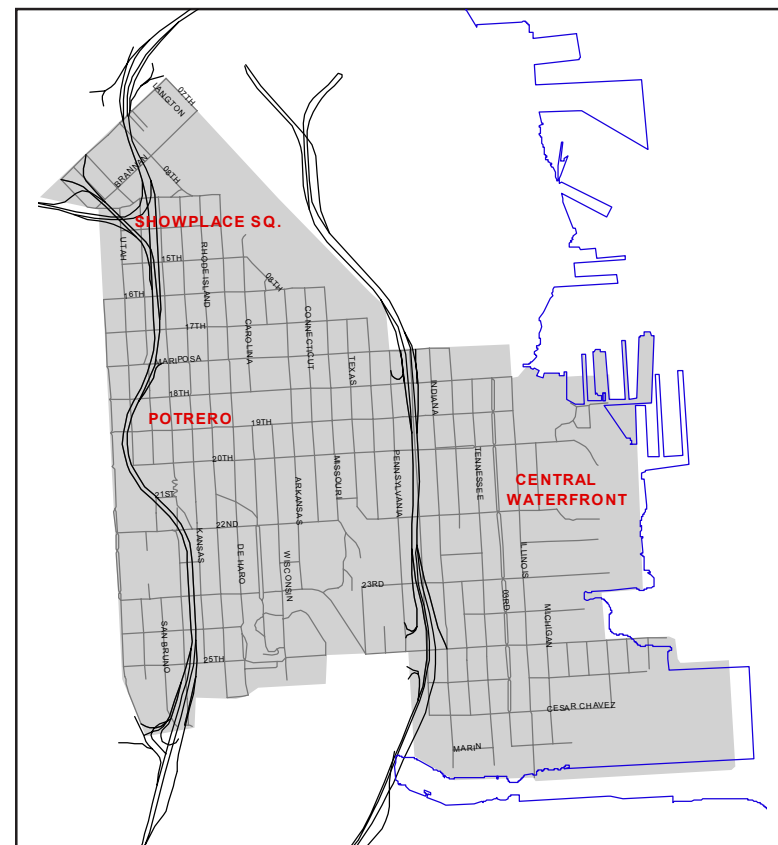 07TH
LANGTON
BRANNAN
08TH
SHOWPLACE SQ.
UTAH
15TH
RHODE ISLAND
08TH
16TH
17TH
CAROLINA
CONNECTICUT
MARIPOSA
TEXAS
18TH
INDIANA
POTRERO
19TH
20TH
MISSOURI
PENNSYLVANIA
TENNESSEE
CENTRAL
WATERFRONT
21ST
ARKANSAS
22ND
KANSAS
DE HARO
WISCONSIN
ILLINOIS
23RD
03RD
MICHIGAN
SAN BRUNO
25TH
CESAR CHAVEZ
MARIN